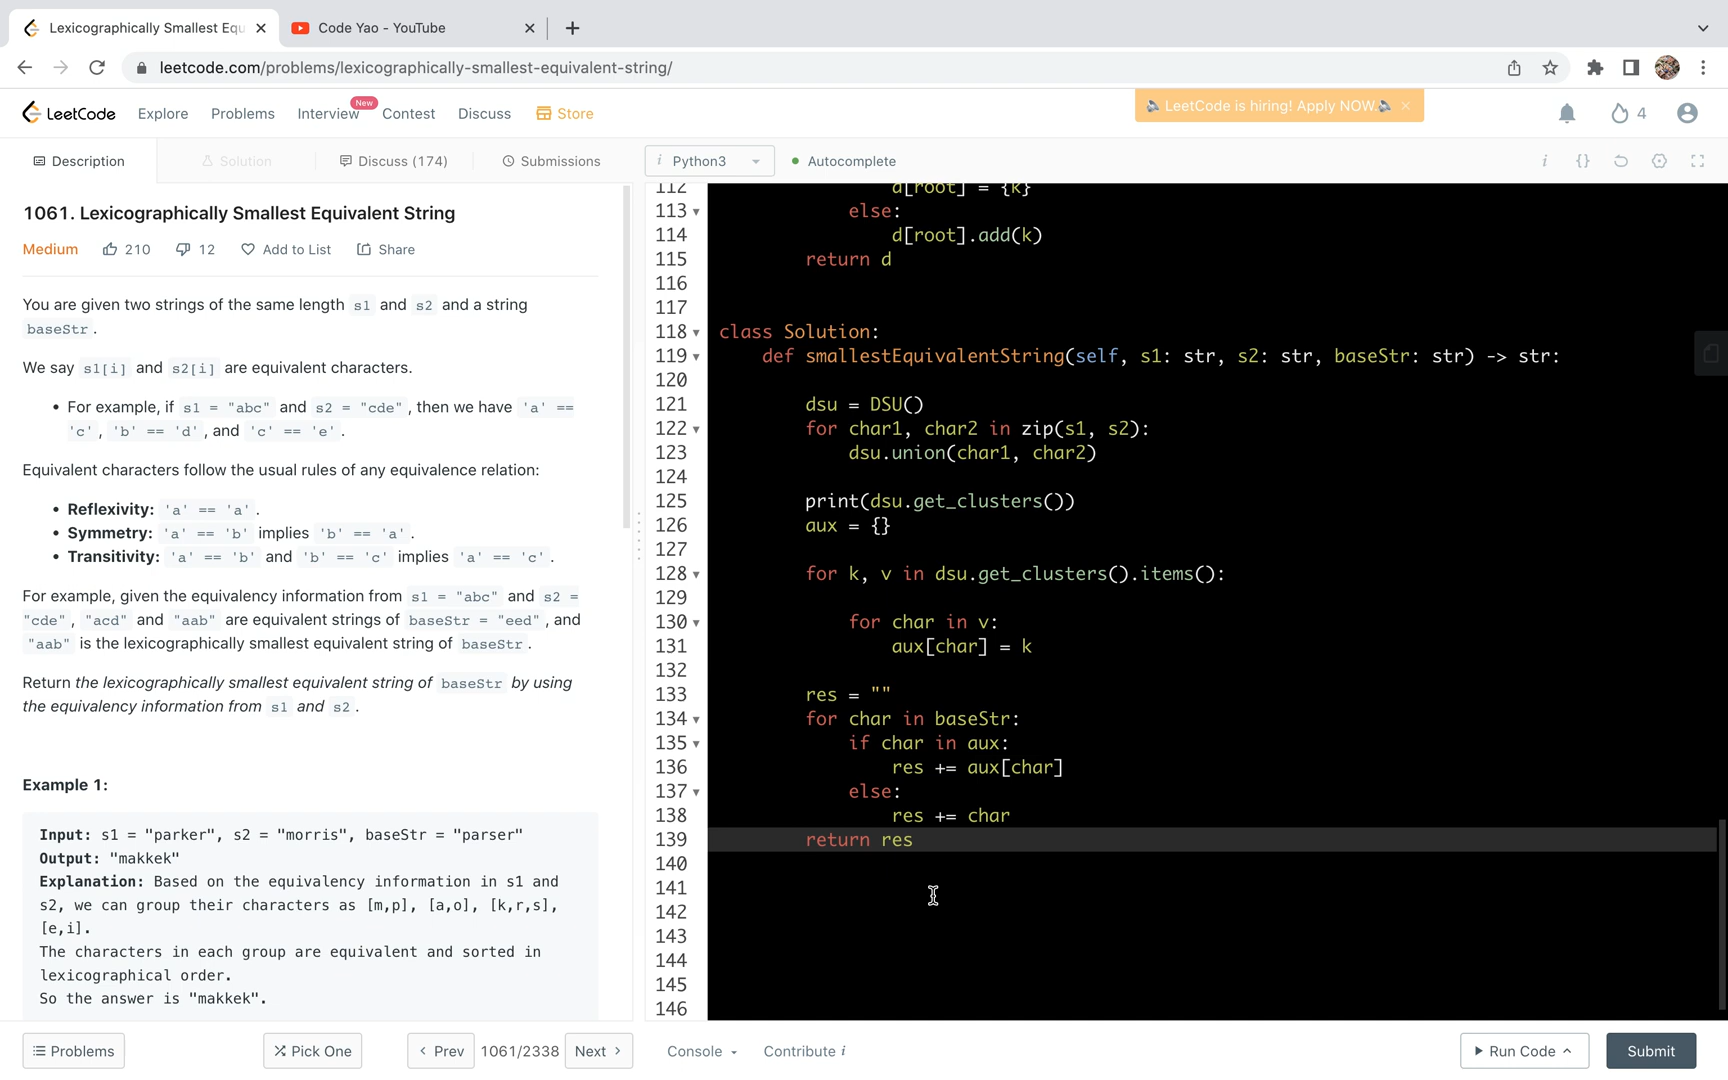 Lexicographically Smallest Equ
Code Yao - YouTube
leetcode.com/problems/lexicographically-smallest-equivalent-string/
LeetCode
Explore
Problems
Interview
New
Contest
Discuss
Store
LeetCode is hiring! Apply NOW.
4
Description
Solution
Discuss (174)
Submissions
i Python3
Autocomplete
1061. Lexicographically Smallest Equivalent String
Medium
210
12
Add to List
Share
You are given two strings of the same length s1 and s2 and a string
baseStr .
We say s1[i] and s2[i] are equivalent characters.
• For example, if s1 = "abc" and s2 = "cde" , then we have 'a' ==
'c' , 'b' == 'd' , and 'c' == 'e' .
Equivalent characters follow the usual rules of any equivalence relation:
• Reflexivity: 'a' == 'a' .
• Symmetry: 'a' == 'b' implies 'b' == 'a' .
• Transitivity: 'a' == 'b' and 'b' == 'c' implies 'a' == 'c' .
For example, given the equivalency information from s1 = "abc" and s2 =
"cde" , "acd" and "aab" are equivalent strings of baseStr = "eed" , and
"aab" is the lexicographically smallest equivalent string of baseStr .
Return the lexicographically smallest equivalent string of baseStr by using
the equivalency information from s1 and s2 .
Example 1:
Input: s1 = "parker", s2 = "morris", baseStr = "parser"
Output: "makkek"
Explanation: Based on the equivalency information in s1 and
s2, we can group their characters as [m,p], [a,o], [k,r,s],
[e,i].
The characters in each group are equivalent and sorted in
lexicographical order.
So the answer is "makkek".
112 d[root] = {k}
113 else:
114 d[root].add(k)
115 return d
116
117
118 class Solution:
119 def smallestEquivalentString(self, s1: str, s2: str, baseStr: str) -> str:
120
121 dsu = DSU()
122 for char1, char2 in zip(s1, s2):
123 dsu.union(char1, char2)
124
125 print(dsu.get_clusters())
126 aux = {}
127
128 for k, v in dsu.get_clusters().items():
129
130 for char in v:
131 aux[char] = k
132
133 res = ""
134 for char in baseStr:
135 if char in aux:
136 res += aux[char]
137 else:
138 res += char
139 return res
140
141
142
143
144
145
146
Problems
Pick One
Prev
1061/2338
Next
Console
Contribute i
Run Code
Submit